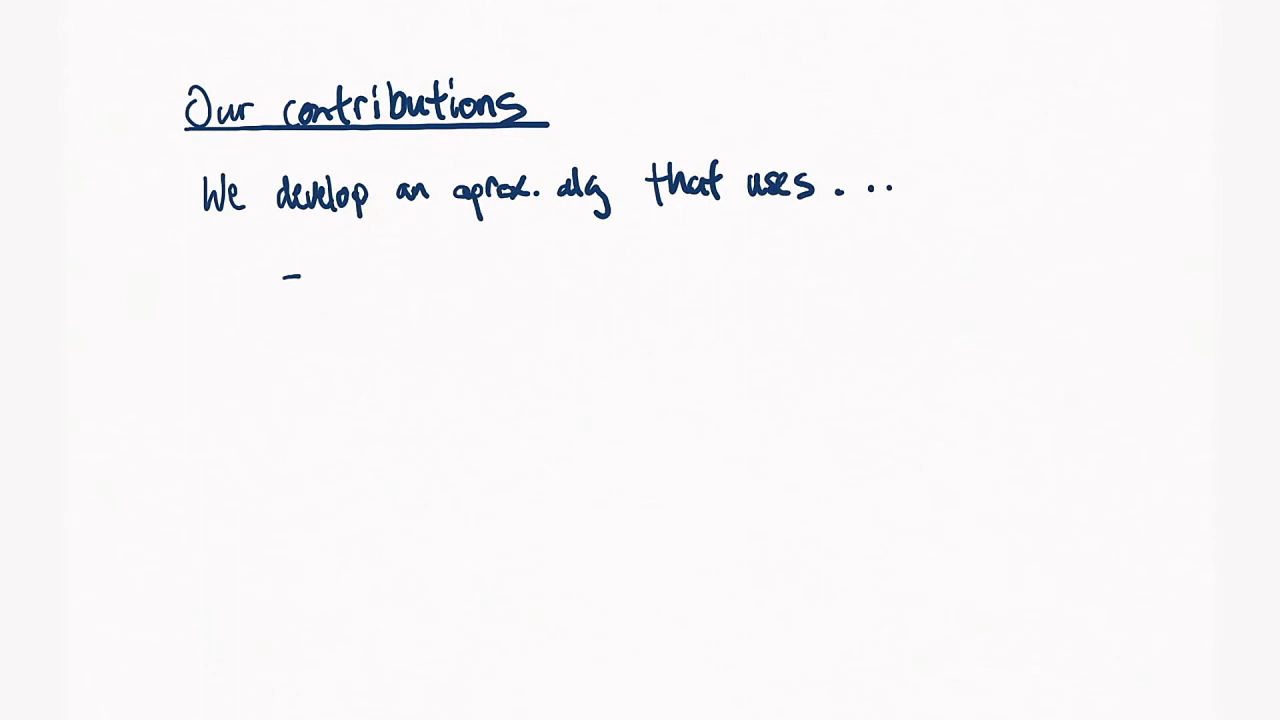 Our contributions
We develop an aprox. alg that uses ...
-